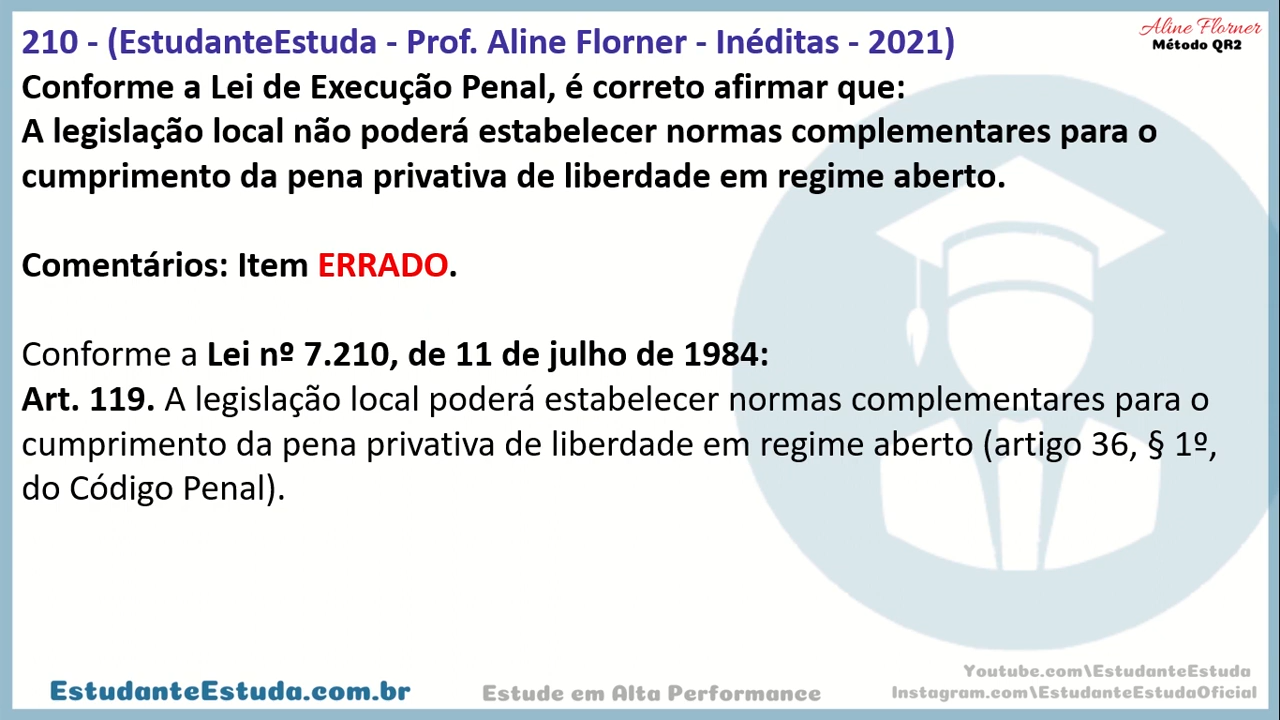 Aline Florner
Método QR2
210 - (EstudanteEstuda - Prof. Aline Florner - Inéditas - 2021)
Conforme a Lei de Execução Penal, é correto afirmar que:
A legislação local não poderá estabelecer normas complementares para o
cumprimento da pena privativa de liberdade em regime aberto.
Comentários: Item ERRADO.
Conforme a Lei nº 7.210, de 11 de julho de 1984:
Art. 119. A legislação local poderá estabelecer normas complementares para o
cumprimento da pena privativa de liberdade em regime aberto (artigo 36, § 1º,
do Código Penal).
EstudanteEstuda.com.br
Estude em Alta Performance
Youtube.com\EstudanteEstuda
Instagram.com\EstudanteEstudaOficial